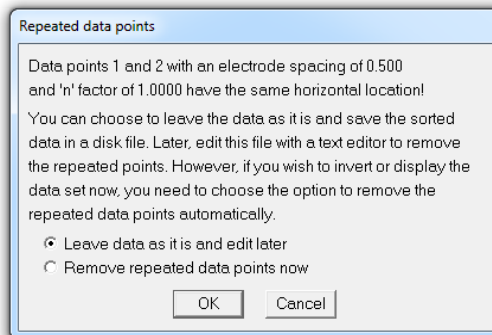 Repeated data points
Data points 1 and 2 with an electrode spacing of 0.500
and 'n' factor of 1.0000 have the same horizontal location!
You can choose to leave the data as it is and save the sorted
data in a disk file. Later, edit this file with a text editor to remove
the repeated points. However, if you wish to invert or display the
data set now, you need to choose the option to remove the
repeated data points automatically.
Leave data as it is and edit later
Remove repeated data points now
OK
Cancel